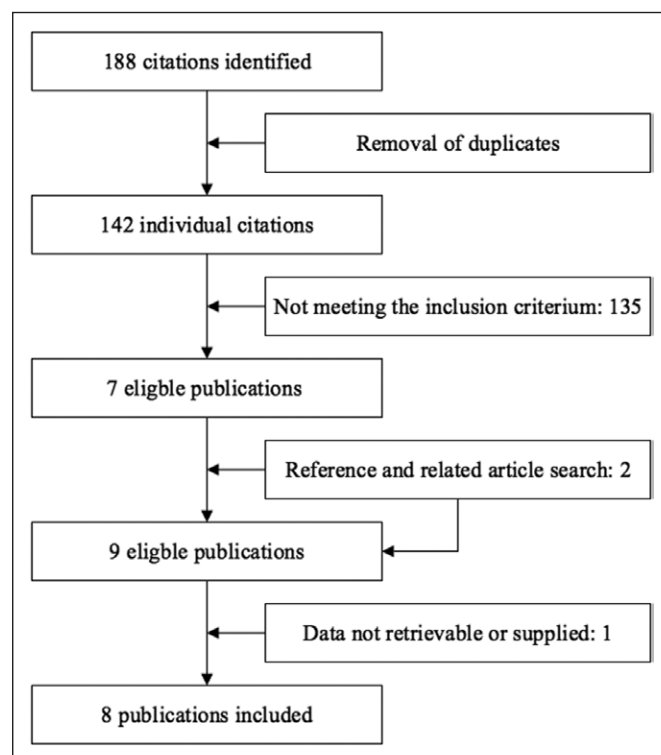 188 citations identified
Removal of duplicates
142 individual citations
Not meeting the inclusion criterium: 135
7 eligble publications
Reference and related article search: 2
9 eligble publications
Data not retrievable or supplied: 1
8 publications included